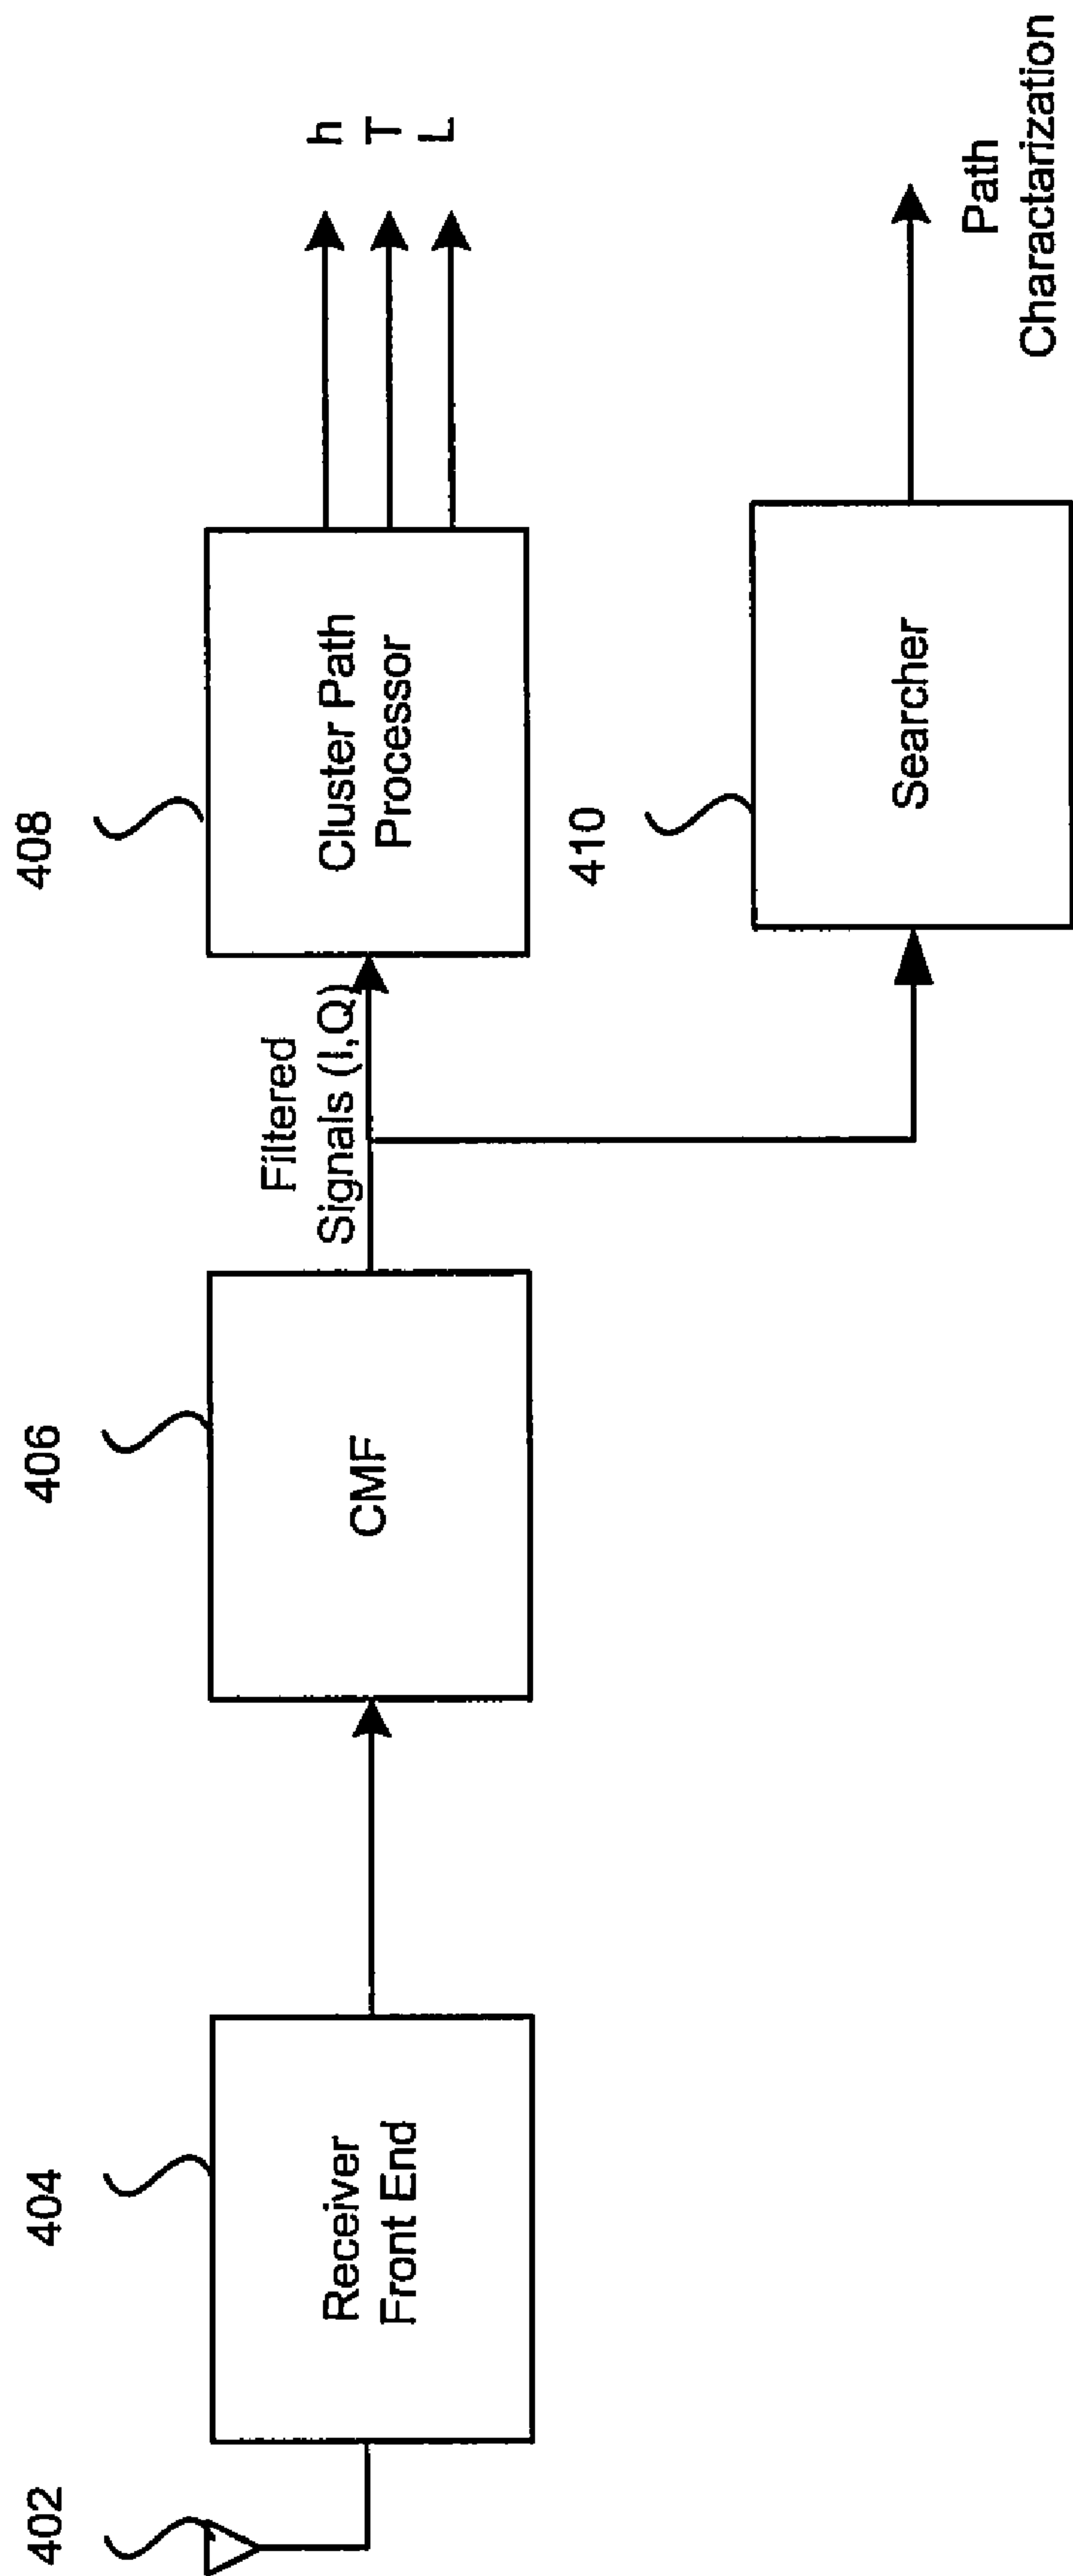 402
404
Receiver
Front End
406
CMF
Filtered
Signals (I,Q)
408
Cluster Path
Processor
h
T
L
410
Searcher
Path
Charactarization